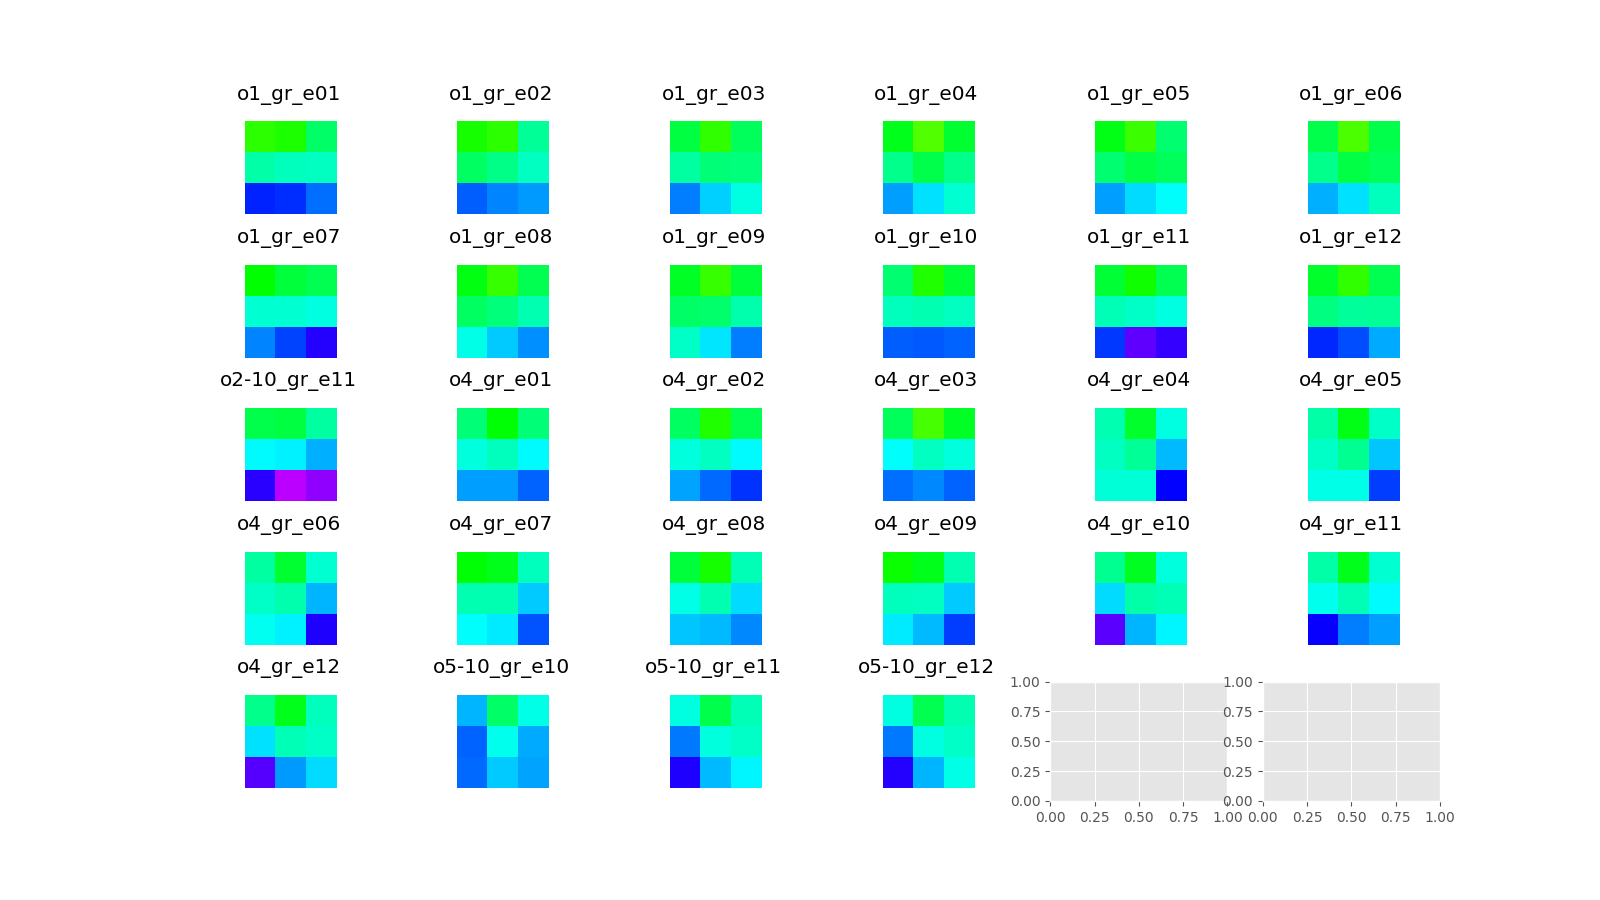 o1_gr_e01 o1_gr_e02 o1_gr_e03 o1_gr_e04 o1_gr_e05 o1_gr_e06
o1_gr_e07 o1_gr_e08 o1_gr_e09 o1_gr_e10 o1_gr_e11 o1_gr_e12
o2-10_gr_e11 o4_gr_e01 o4_gr_e02 o4_gr_e03 o4_gr_e04 o4_gr_e05
o4_gr_e06 o4_gr_e07 o4_gr_e08 o4_gr_e09 o4_gr_e10 o4_gr_e11
o4_gr_e12 o5-10_gr_e10 o5-10_gr_e11 o5-10_gr_e12
1.00 1.00
0.75 0.75
0.50 0.50
0.25 0.25
0.00 0.00
0.00 0.25 0.50 0.75 1.00 0.00 0.25 0.50 0.75 1.00